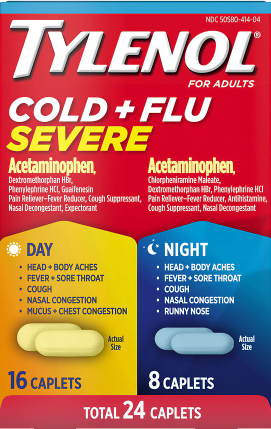 NDC 50580-414-04
TYLENOL®
FOR ADULTS
COLD + FLU
SEVERE
Acetaminophen,
Dextromethorphan HBr,
Phenylephrine HCl, Guaifenesin
Pain Reliever–Fever Reducer, Cough Suppressant,
Nasal Decongestant, Expectorant
Acetaminophen,
Chlorpheniramine Maleate,
Dextromethorphan HBr, Phenylephrine HCl
Pain Reliever–Fever Reducer, Antihistamine,
Cough Suppressant, Nasal Decongestant
DAY
• HEAD + BODY ACHES
• FEVER + SORE THROAT
• COUGH
• NASAL CONGESTION
• MUCUS + CHEST CONGESTION
Actual
Size
16 CAPLETS
NIGHT
• HEAD + BODY ACHES
• FEVER + SORE THROAT
• COUGH
• NASAL CONGESTION
• RUNNY NOSE
Actual
Size
8 CAPLETS
TOTAL 24 CAPLETS